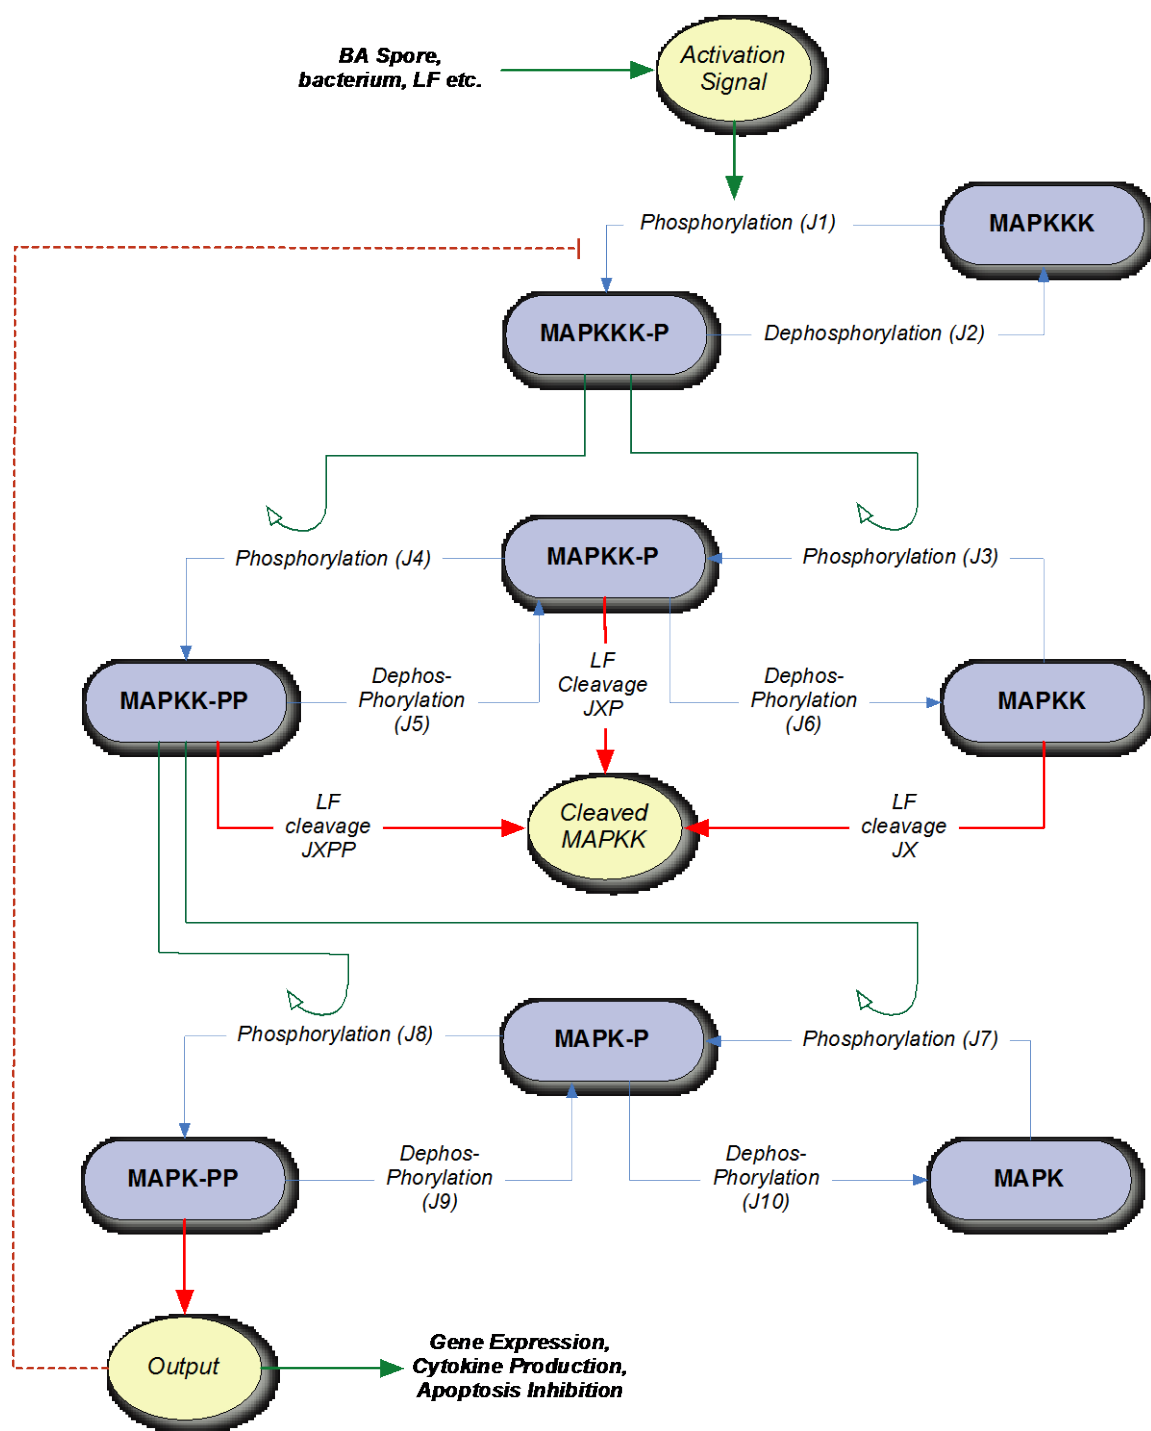 BA Spore,
bacterium, LF etc.
Activation
Signal
Phosphorylation (J1)
MAPKKK
MAPKKK-P
Dephosphorylation (J2)
Phosphorylation (J4)
MAPKK-P
Phosphorylation (J3)
MAPKK-PP
Dephos-
Phorylation
(J5)
LF
Cleavage
JXP
Dephos-
Phorylation
(J6)
MAPKK
LF
cleavage
JXPP
Cleaved
MAPKK
LF
cleavage
JX
Phosphorylation (J8)
MAPK-P
Phosphorylation (J7)
MAPK-PP
Dephos-
Phorylation
(J9)
Dephos-
Phorylation
(J10)
MAPK
Output
Gene Expression,
Cytokine Production,
Apoptosis Inhibition